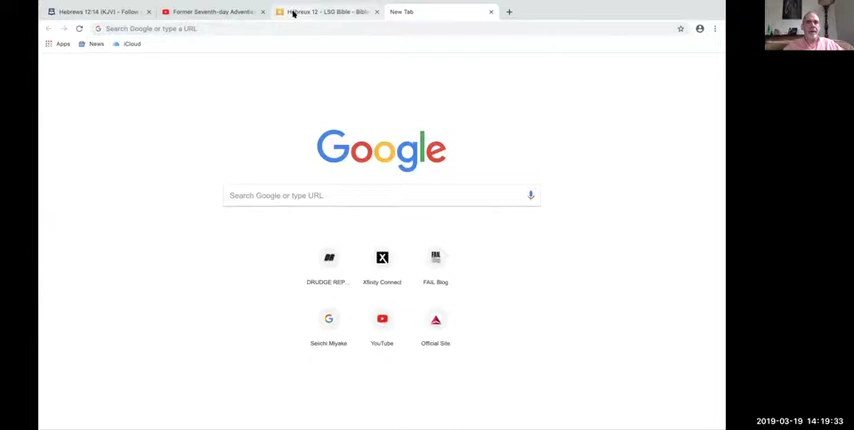 Hebrews 12:14 (KJV) - Follow
Former Seventh-day Adventis
Hebreux 12 - LSG Bible - Bibl
New Tab
Search Google or type a URL
Apps
News
iCloud
Google
Search Google or type URL
DRUDGE REP...
Xfinity Connect
FAIL Blog
Seiichi Miyake
YouTube
Official Site
2019-03-19 14:19:33